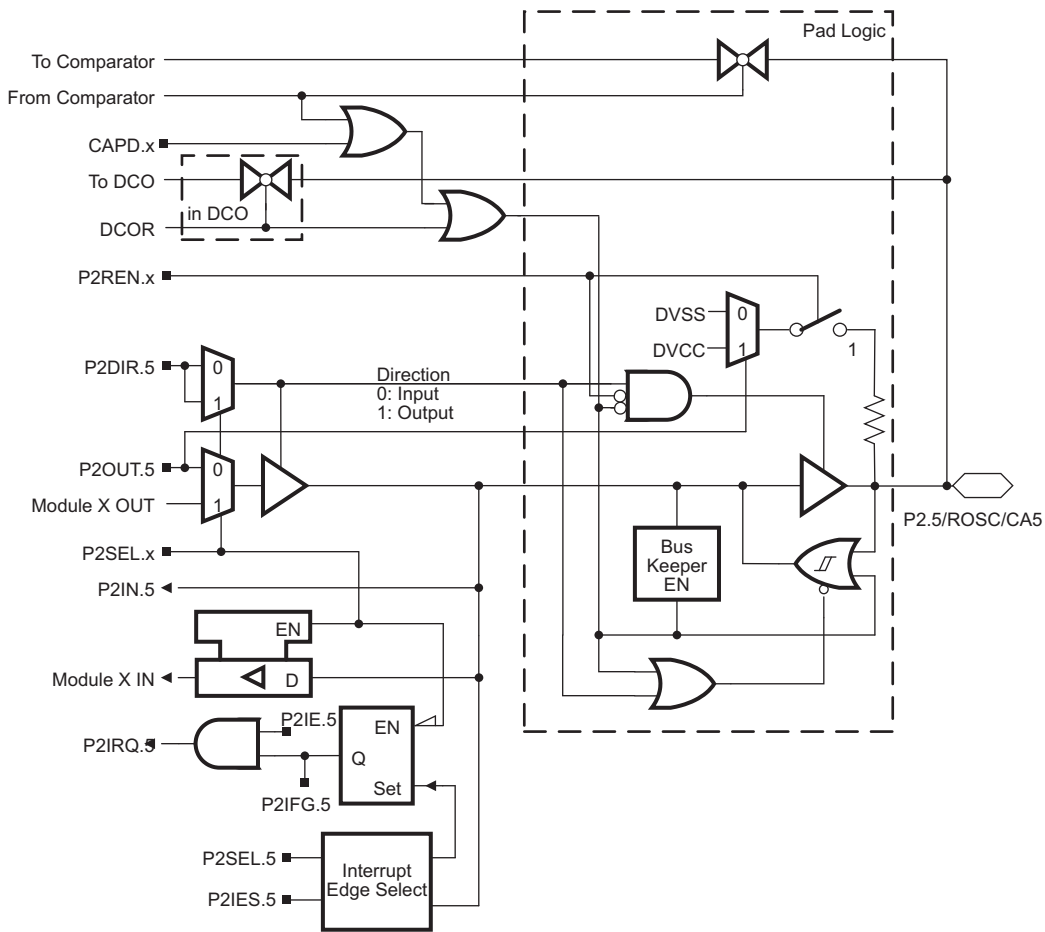 Pad Logic
To Comparator
From Comparator
CAPD.x
To DCO
in DCO
DCOR
P2REN.x
DVSS
0
DVCC
1
1
P2DIR.5
0
1
Direction
0: Input
1: Output
P2OUT.5
0
Module X OUT
1
P2.5/ROSC/CA5
P2SEL.x
Bus
Keeper
EN
P2IN.5
EN
Module X IN
D
P2IE.5
EN
P2IRQ.5
Q
Set
P2IFG.5
P2SEL.5
Interrupt
Edge Select
P2IES.5